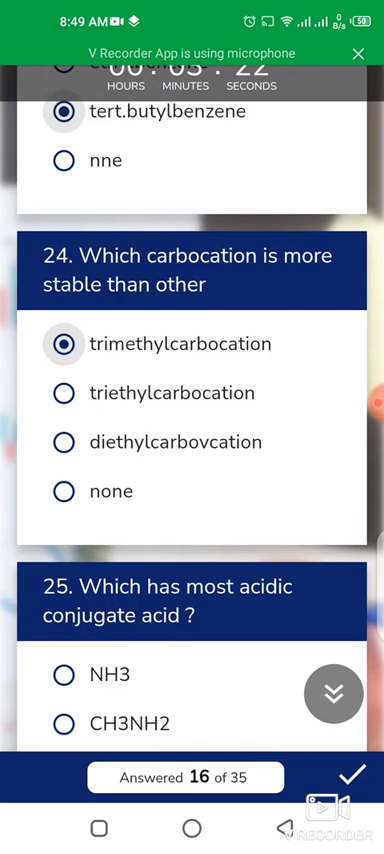 8:49 AM
0
B/s
50
V Recorder App is using microphone
HOURS MINUTES SECONDS
tert.butylbenzene
nne
24. Which carbocation is more
stable than other
trimethylcarbocation
triethylcarbocation
diethylcarbovcation
none
25. Which has most acidic
conjugate acid ?
NH3
CH3NH2
Answered 16 of 35
V RECORDER